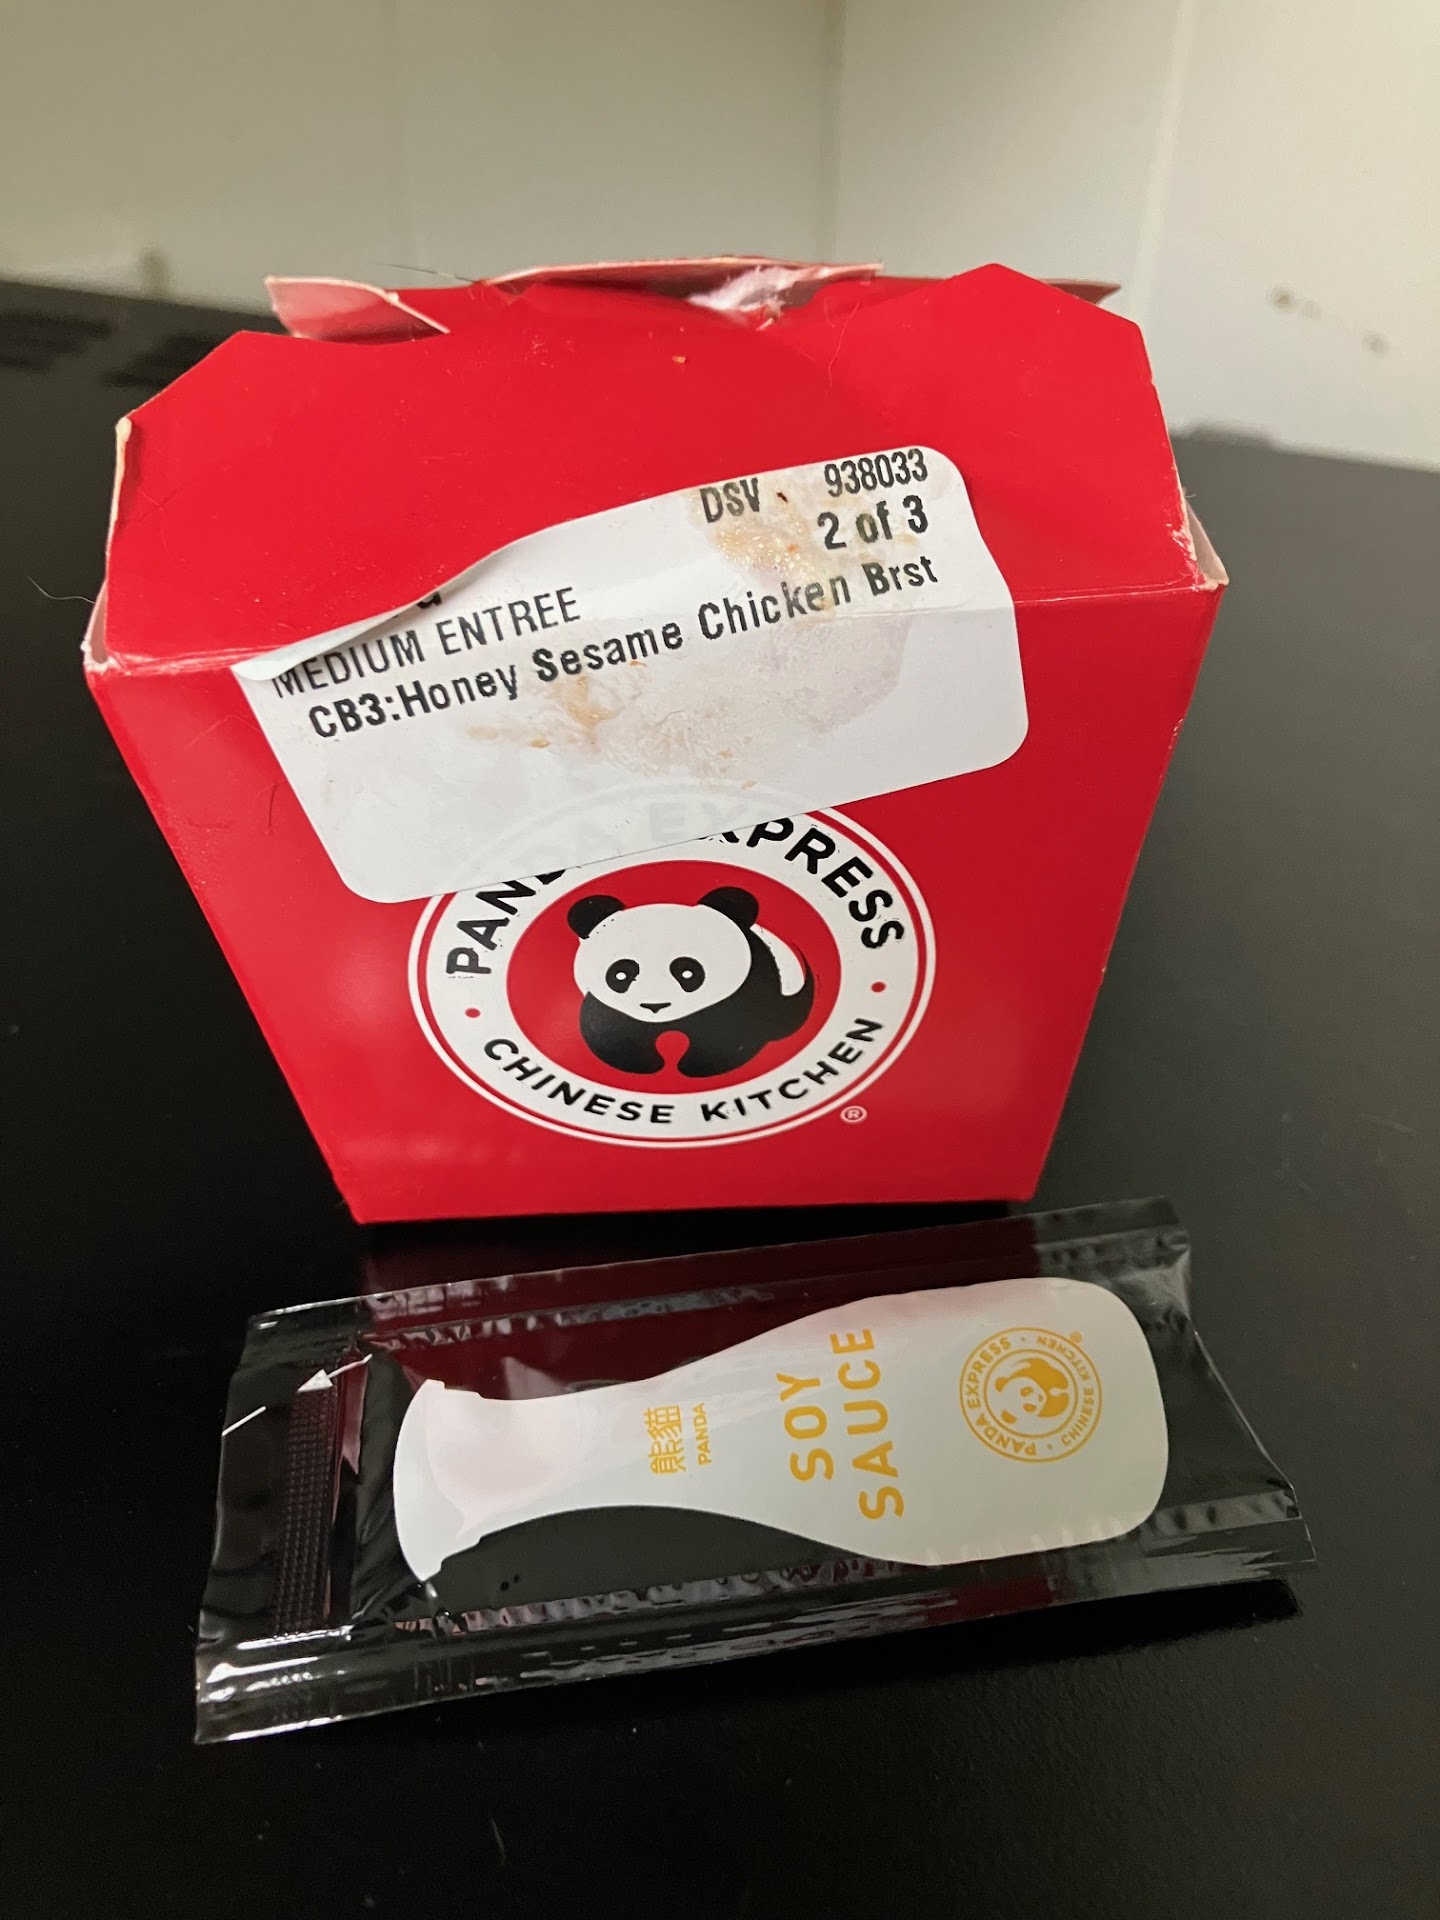 DSV 938033
2 of 3
MEDIUM ENTREE
CB3:Honey Sesame Chicken Brst
PANDA EXPRESS
CHINESE KITCHEN
®
熊貓
PANDA
SOY
SAUCE
PANDA EXPRESS
CHINESE KITCHEN
®